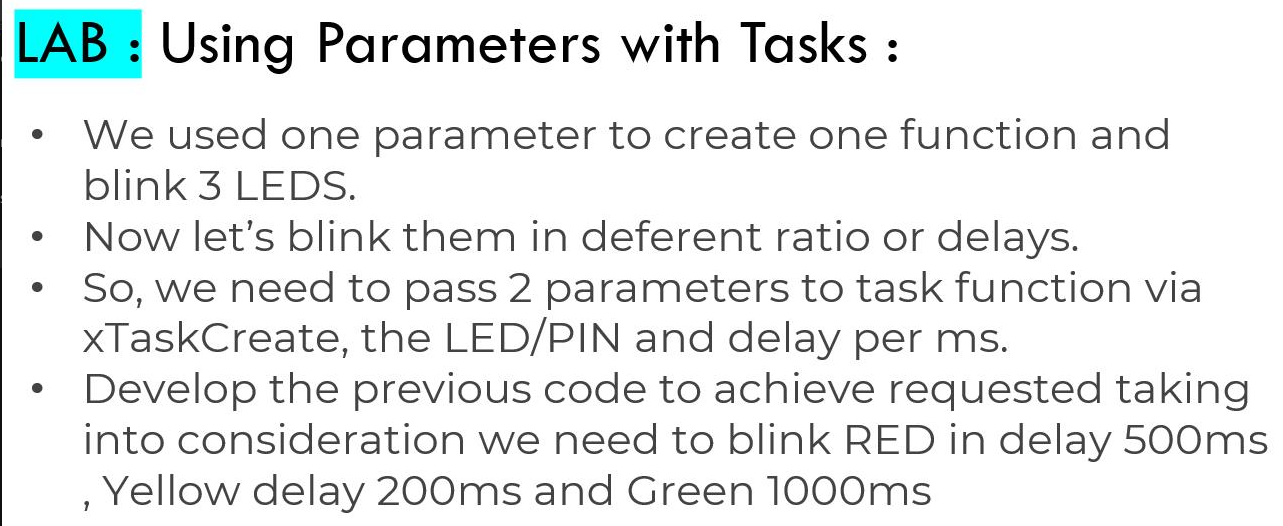 LAB : Using Parameters with Tasks :
• We used one parameter to create one function and
blink 3 LEDS.
• Now let’s blink them in deferent ratio or delays.
• So, we need to pass 2 parameters to task function via
xTaskCreate, the LED/PIN and delay per ms.
• Develop the previous code to achieve requested taking
into consideration we need to blink RED in delay 500ms
, Yellow delay 200ms and Green 1000ms